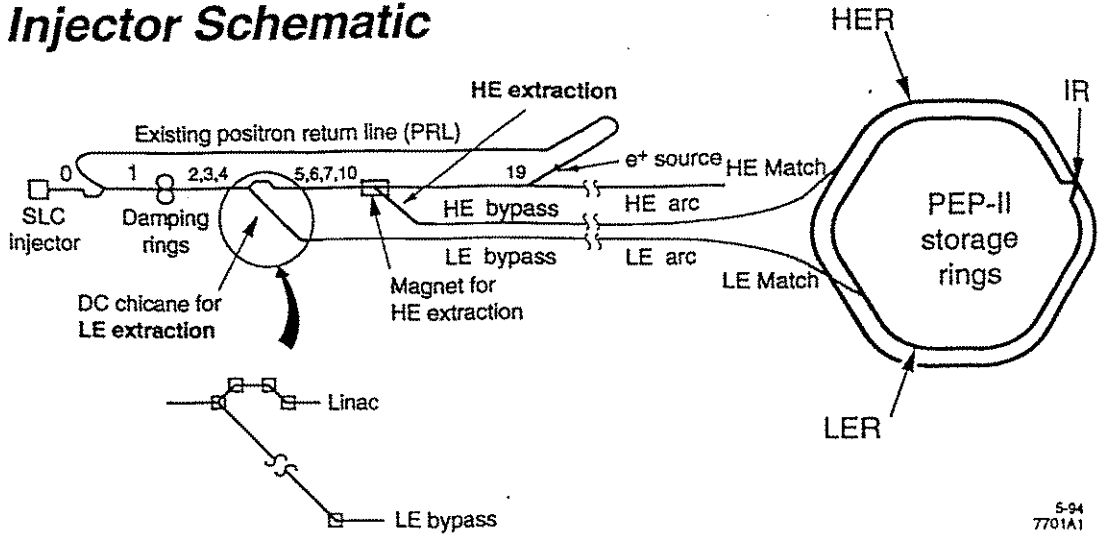 Injector Schematic
HER
IR
HE extraction
Existing positron return line (PRL)
0
1
2,3,4
5,6,7,10
19
e+ source
HE Match
SLC
injector
Damping
rings
HE bypass
HE arc
LE bypass
LE arc
LE Match
PEP-II
storage
rings
DC chicane for
LE extraction
Magnet for
HE extraction
LER
Linac
LE bypass
5-94
7701A1